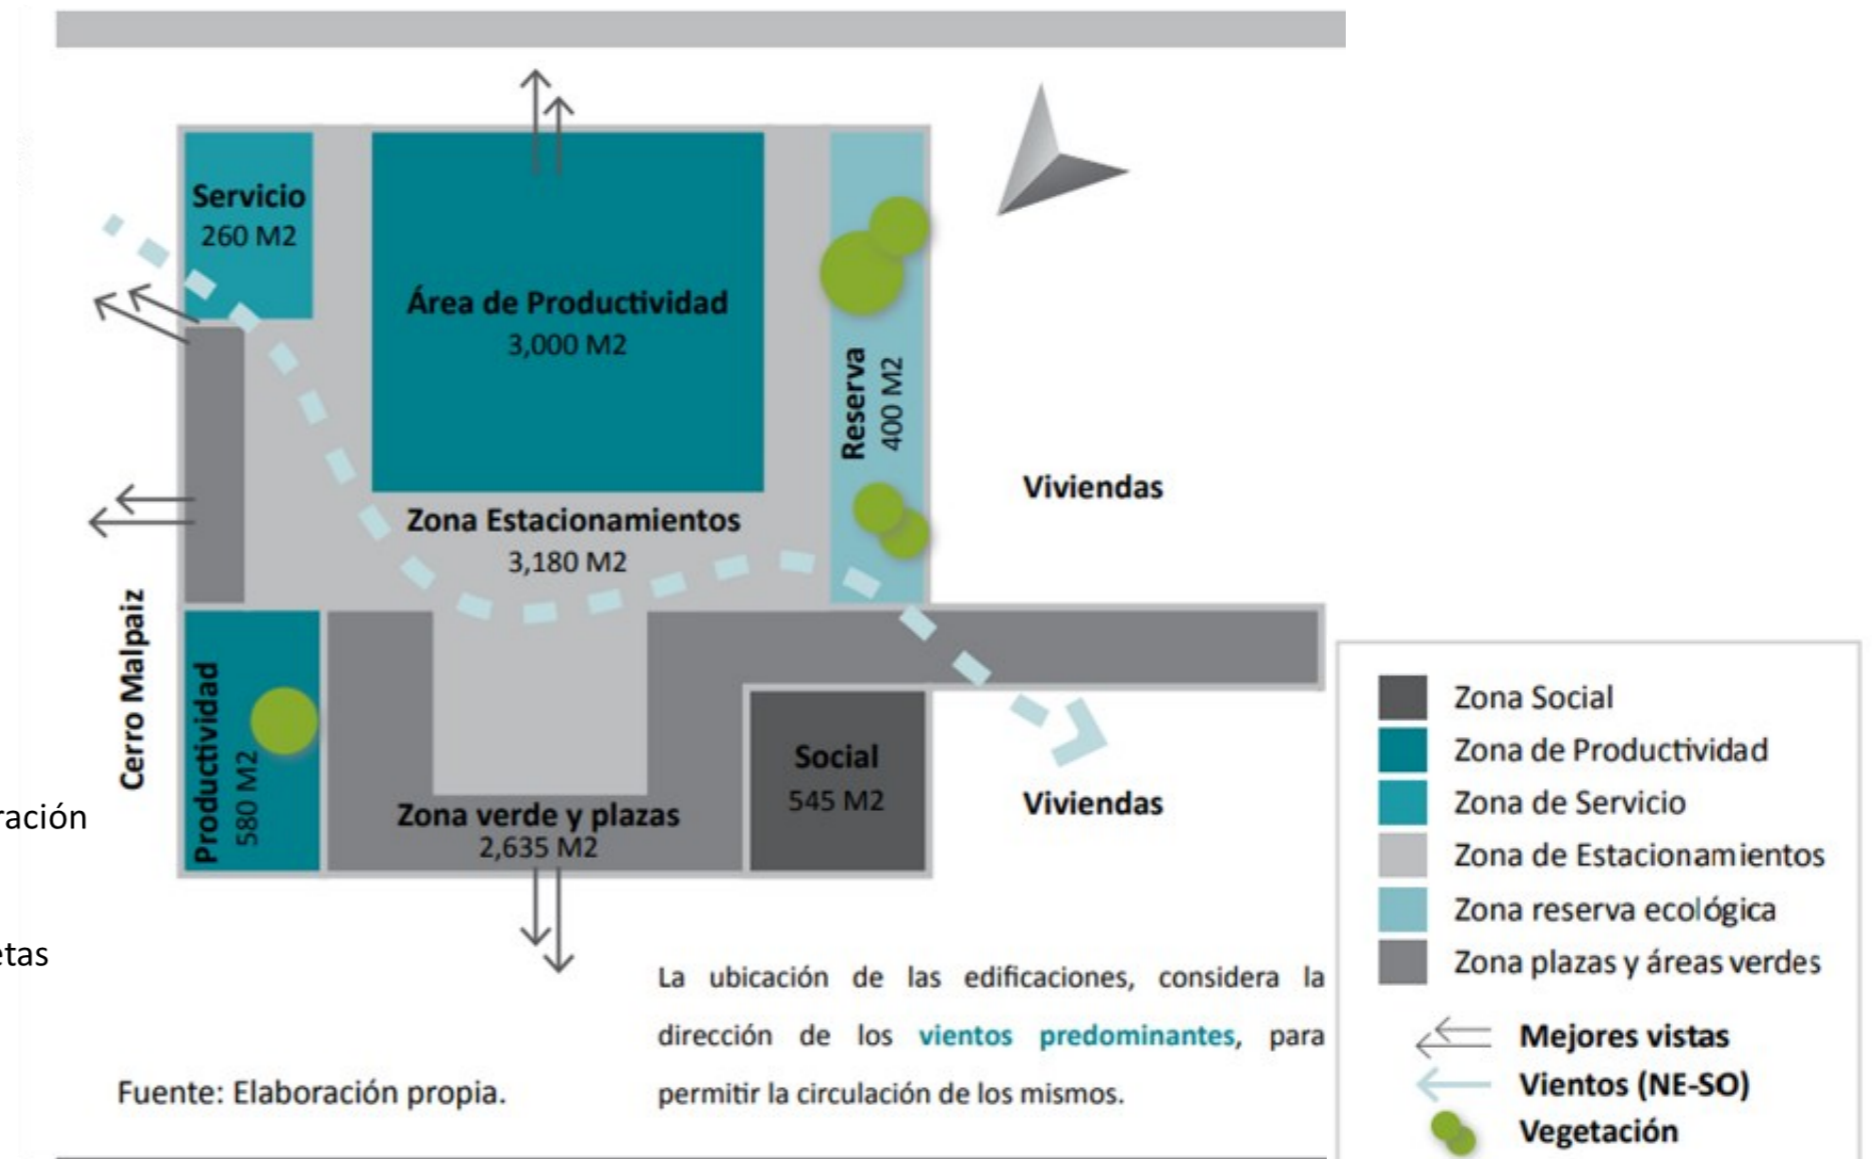 Servicio
260 M2
Área de Productividad
3,000 M2
Reserva
400 M2
Viviendas
Zona Estacionamientos
3,180 M2
Cerro Malpaiz
Productividad
580 M2
Zona verde y plazas
2,635 M2
Social
545 M2
Viviendas
Zona Social
Zona de Productividad
Zona de Servicio
Zona de Estacionamientos
Zona reserva ecológica
Zona plazas y áreas verdes
Mejores vistas
Vientos (NE-SO)
Vegetación
ración
etas
La ubicación de las edificaciones, considera la
dirección de los vientos predominantes, para
permitir la circulación de los mismos.
Fuente: Elaboración propia.